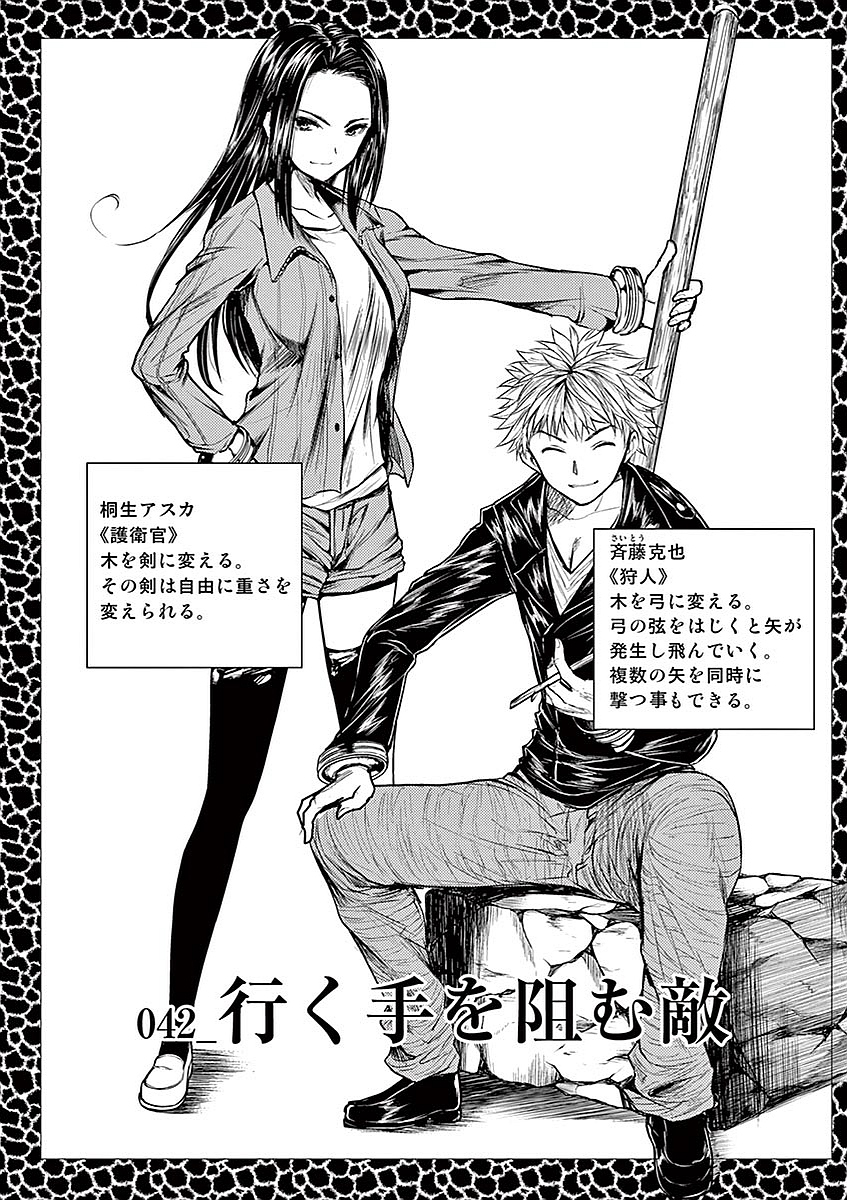 桐生アスカ
《護衛官》
木を剣に変える。
その剣は自由に重さを
変えられる。
さいとう
斉藤克也
《狩人》
木を弓に変える。
弓の弦をはじくと矢が
発生し飛んでいく。
複数の矢を同時に
撃つ事もできる。
042_行く手を阻む敵